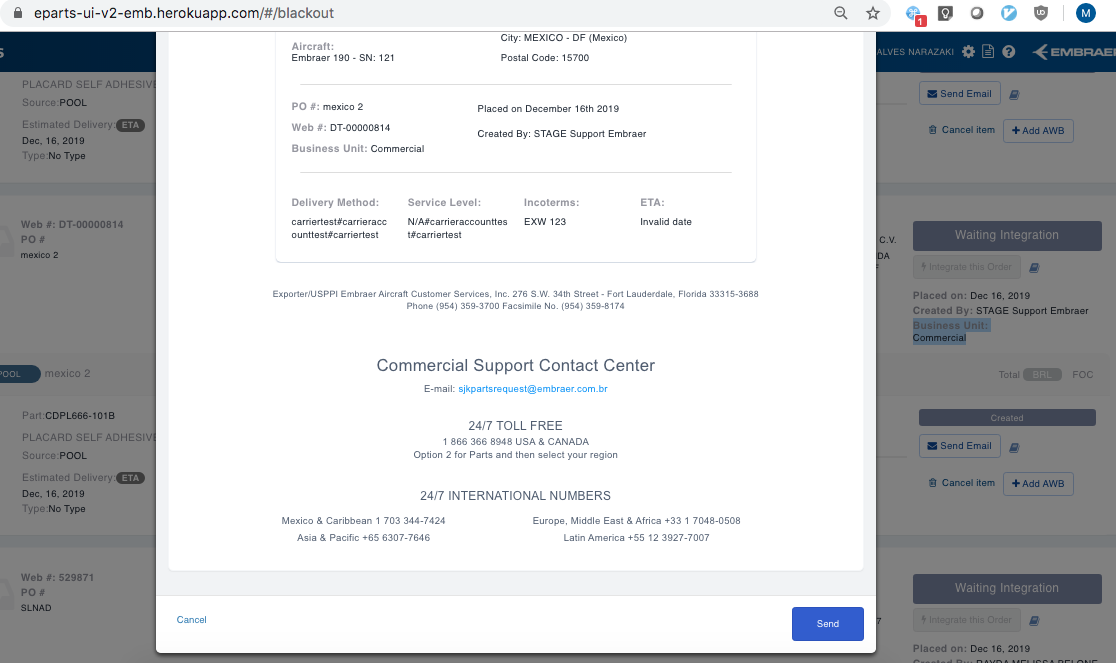 eparts-ui-v2-emb.herokuapp.com/#/blackout
1
UD
M
S
ALVES NARAZAKI
EMBRAE
PLACARD SELF ADHESIVE
Source:POOL
Estimated Delivery: ETA
Dec, 16, 2019
Type:No Type
Web #: DT-00000814
PO #
mexico 2
POOL
mexico 2
Part:CDPL666-101B
PLACARD SELF ADHESIVE
Source:POOL
Estimated Delivery: ETA
Dec, 16, 2019
Type:No Type
Web #: 529871
PO #
SLNAD
Aircraft:
Embraer 190 - SN: 121
City: MEXICO - DF (Mexico)
Postal Code: 15700
PO #: mexico 2
Web #: DT-00000814
Business Unit: Commercial
Placed on December 16th 2019
Created By: STAGE Support Embraer
Delivery Method:
carriertest#carrieracc
ounttest#carriertest
Service Level:
N/A#carrieraccounttes
t#carriertest
Incoterms:
EXW 123
ETA:
Invalid date
Exporter/USPPI Embraer Aircraft Customer Services, Inc. 276 S.W. 34th Street - Fort Lauderdale, Florida 33315-3688
Phone (954) 359-3700 Facsimile No. (954) 359-8174
Commercial Support Contact Center
E-mail: sjkpartsrequest@embraer.com.br
24/7 TOLL FREE
1 866 366 8948 USA & CANADA
Option 2 for Parts and then select your region
24/7 INTERNATIONAL NUMBERS
Mexico & Caribbean 1 703 344-7424
Europe, Middle East & Africa +33 1 7048-0508
Asia & Pacific +65 6307-7646
Latin America +55 12 3927-7007
Cancel
Send
Send Email
Cancel item
Add AWB
C.V.
DA
Waiting Integration
Integrate this Order
Placed on: Dec 16, 2019
Created By: STAGE Support Embraer
Business Unit:
Commercial
Total BRL FOC
Created
Send Email
Cancel item
Add AWB
Waiting Integration
Integrate this Order
7
Placed on: Dec 16, 2019